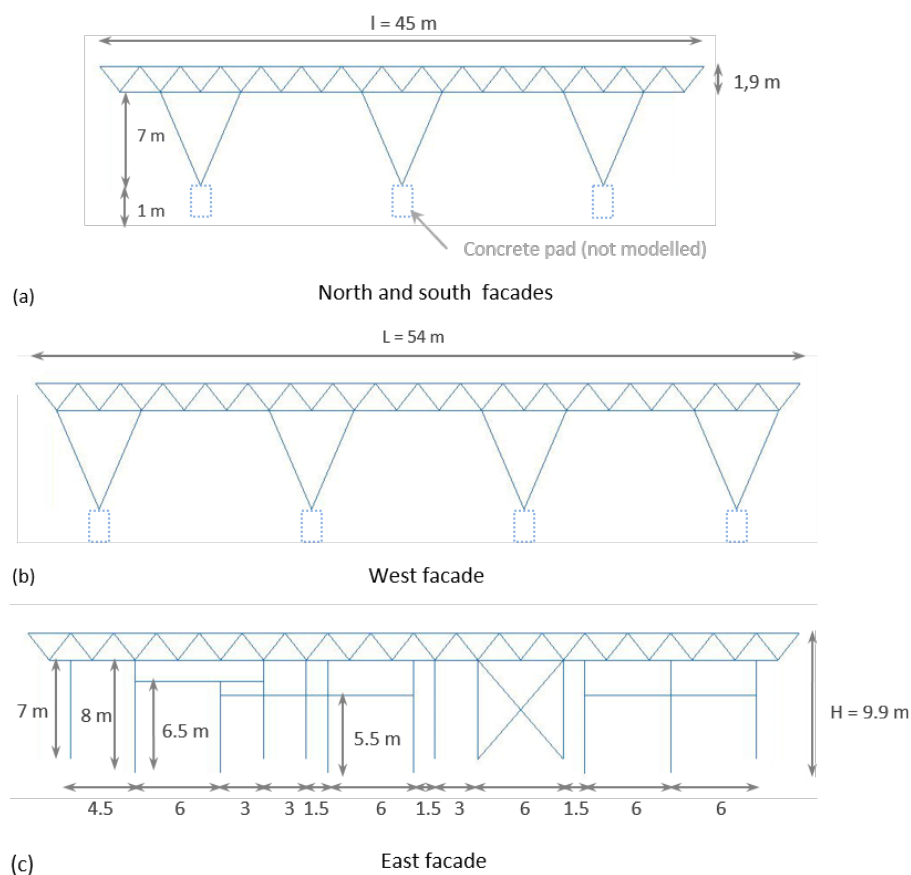 l = 45 m
1,9 m
7 m
1 m
Concrete pad (not modelled)
(a)
North and south facades
L = 54 m
(b)
West facade
7 m
8 m
6.5 m
5.5 m
H = 9.9 m
4.5 6 3 3 1.5 6 1.5 3 6 1.5 6 6
(c)
East facade